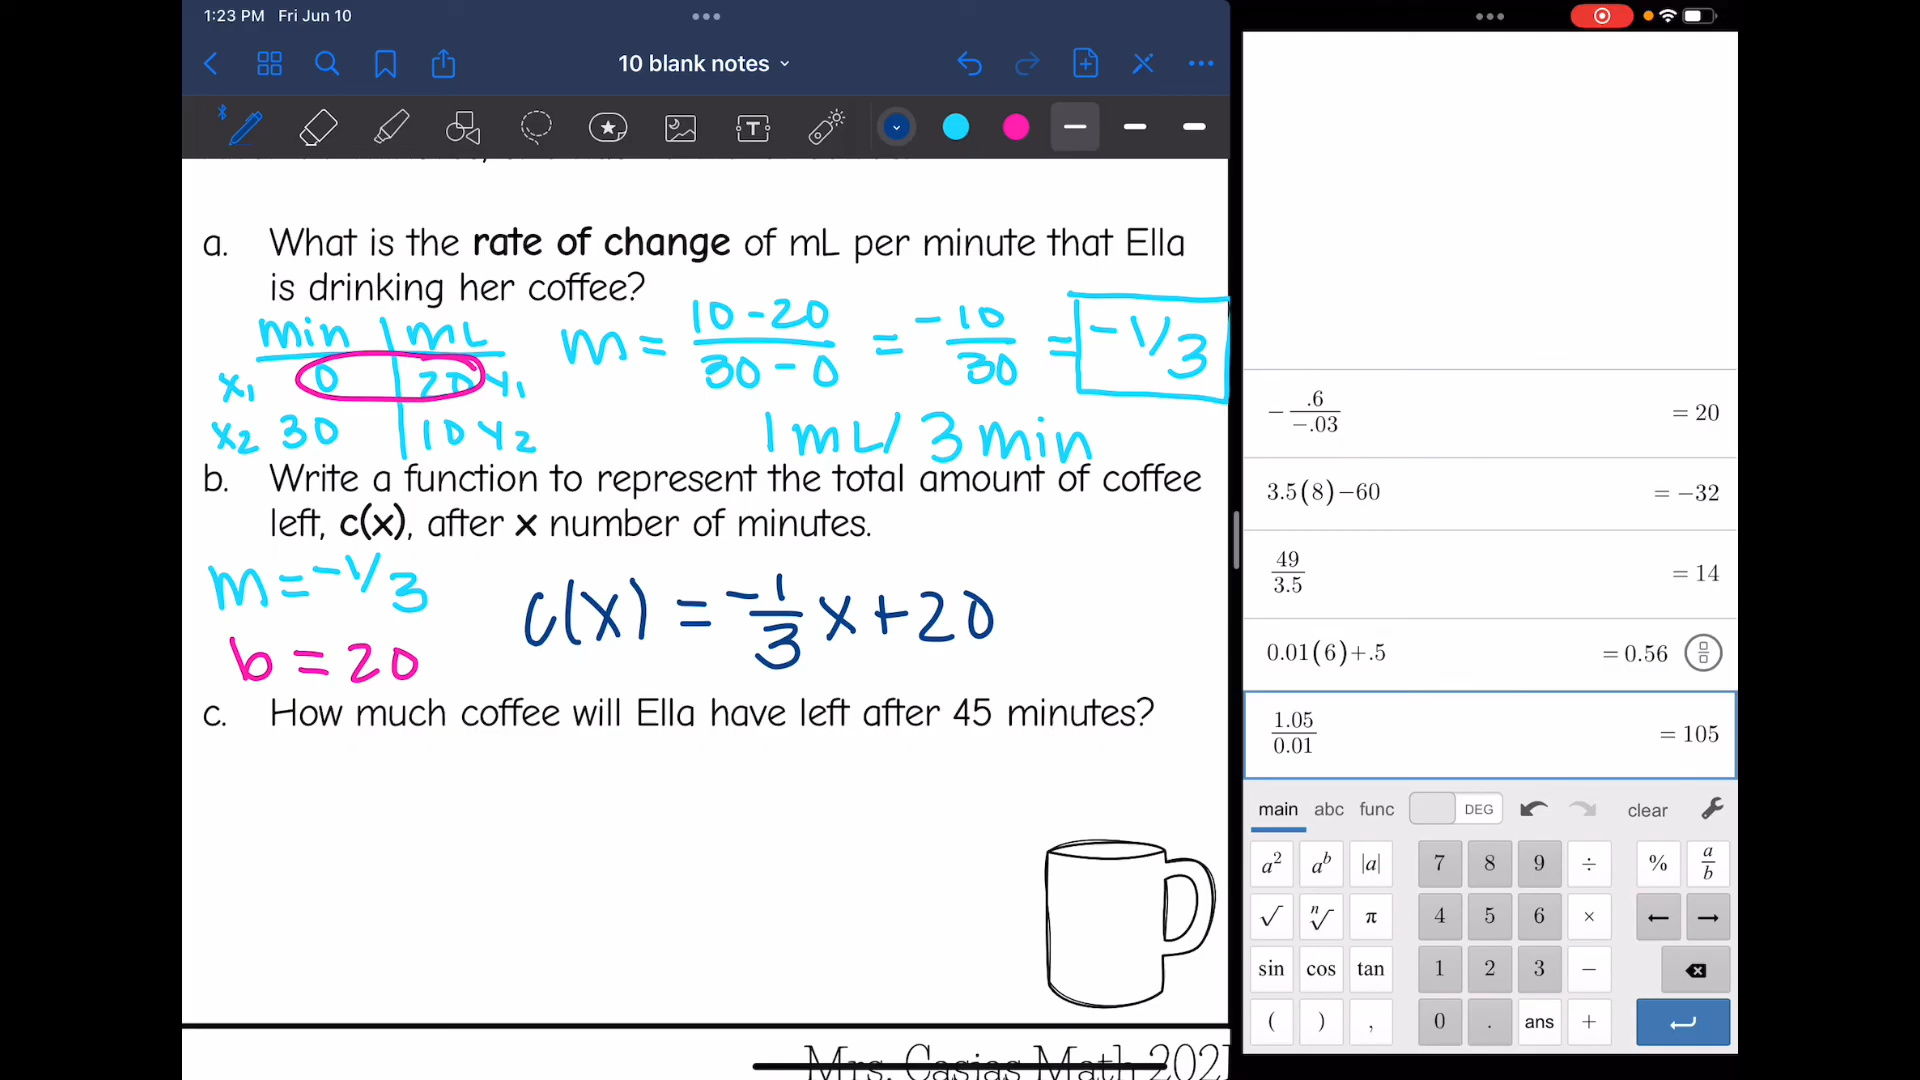 1:23 PM Fri Jun 10
10 blank notes
a. What is the rate of change of mL per minute that Ella
is drinking her coffee?
min | mL
x1 0 20 y1
x2 30 10 y2
m = 10-20 / 30-0 = -10 / 30 = -1/3
1 mL / 3 min
b. Write a function to represent the total amount of coffee
left, c(x), after x number of minutes.
m = -1/3
b = 20
c(x) = -1/3 x + 20
c. How much coffee will Ella have left after 45 minutes?
Mrs. Casias Math 202
- .6 / -.03 = 20
3.5(8)-60 = -32
49 / 3.5 = 14
0.01(6)+.5 = 0.56
1.05 / 0.01 = 105
main abc func DEG clear
a² aᵇ |a| 7 8 9 ÷ % a/b
√ ⁿ√ π 4 5 6 × ← →
sin cos tan 1 2 3 −
( ) , 0 . ans +